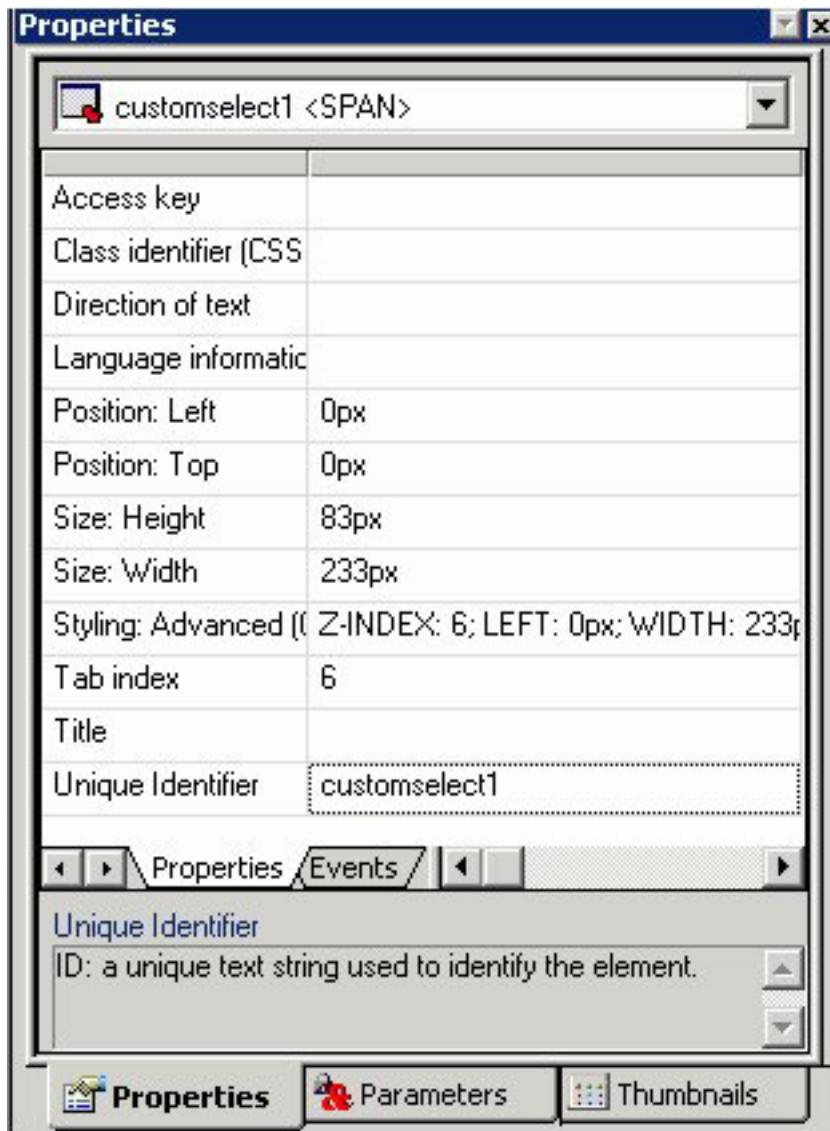 Properties
customselect1 <SPAN>
Access key
Class identifier (CSS
Direction of text
Language informatic
Position: Left 0px
Position: Top 0px
Size: Height 83px
Size: Width 233px
Styling: Advanced (( Z-INDEX: 6; LEFT: 0px; WIDTH: 233p
Tab index 6
Title
Unique Identifier customselect1
Properties Events
Unique Identifier
ID: a unique text string used to identify the element.
Properties Parameters Thumbnails